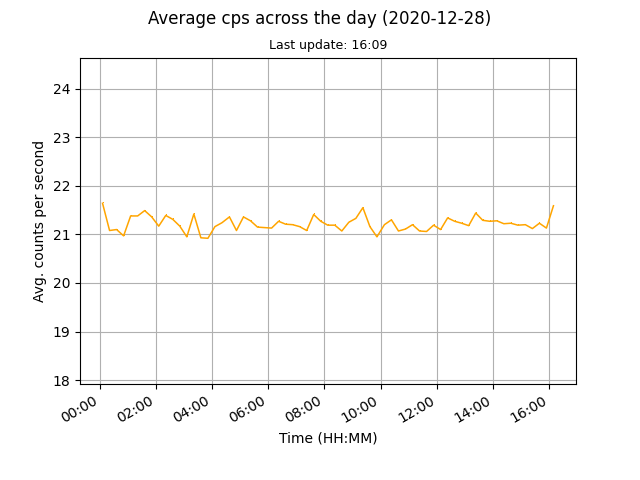 Average cps across the day (2020-12-28)
Last update: 16:09
24
23
22
21
20
19
18
Avg. counts per second
00:00 02:00 04:00 06:00 08:00 10:00 12:00 14:00 16:00
Time (HH:MM)